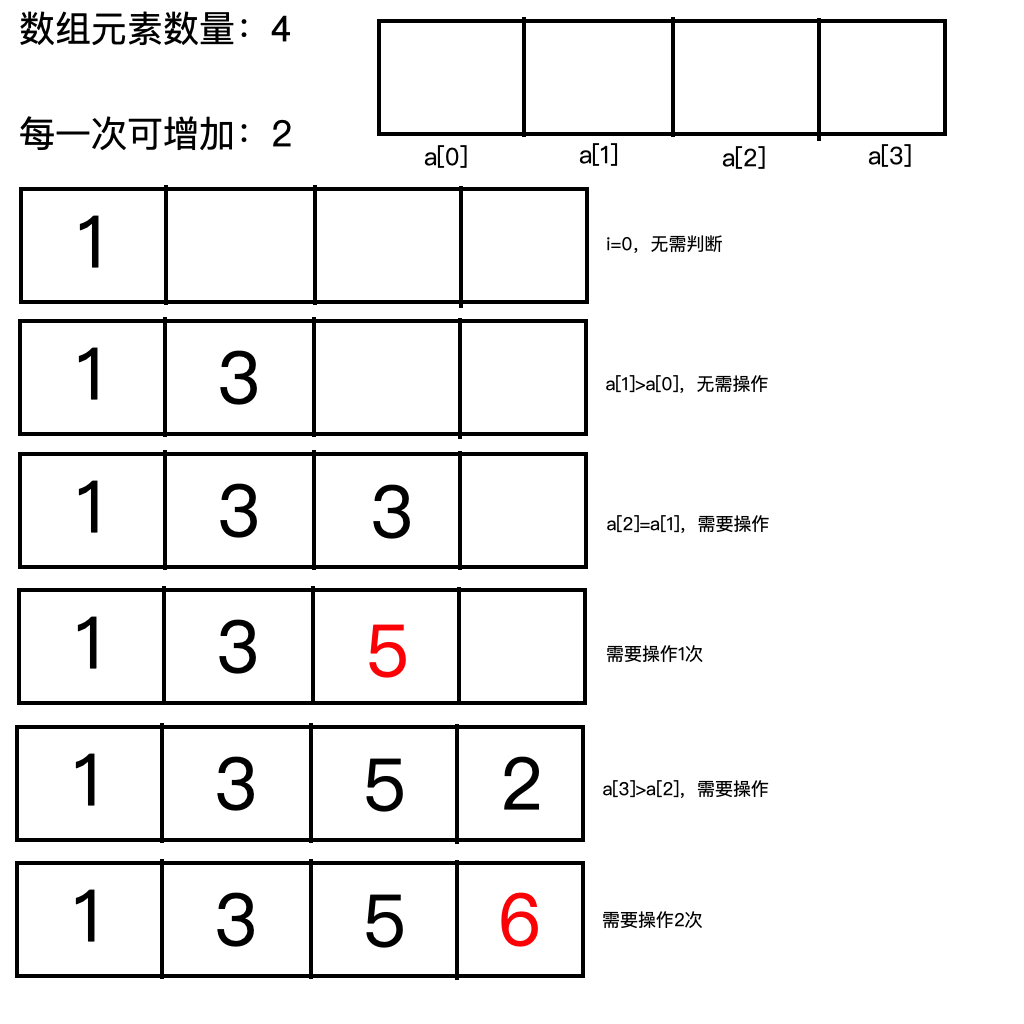 数组元素数量：4
每一次可增加：2
a[0] a[1] a[2] a[3]
1
i=0，无需判断
1 3
a[1]>a[0]，无需操作
1 3 3
a[2]=a[1]，需要操作
1 3 5
需要操作1次
1 3 5 2
a[3]>a[2]，需要操作
1 3 5 6
需要操作2次